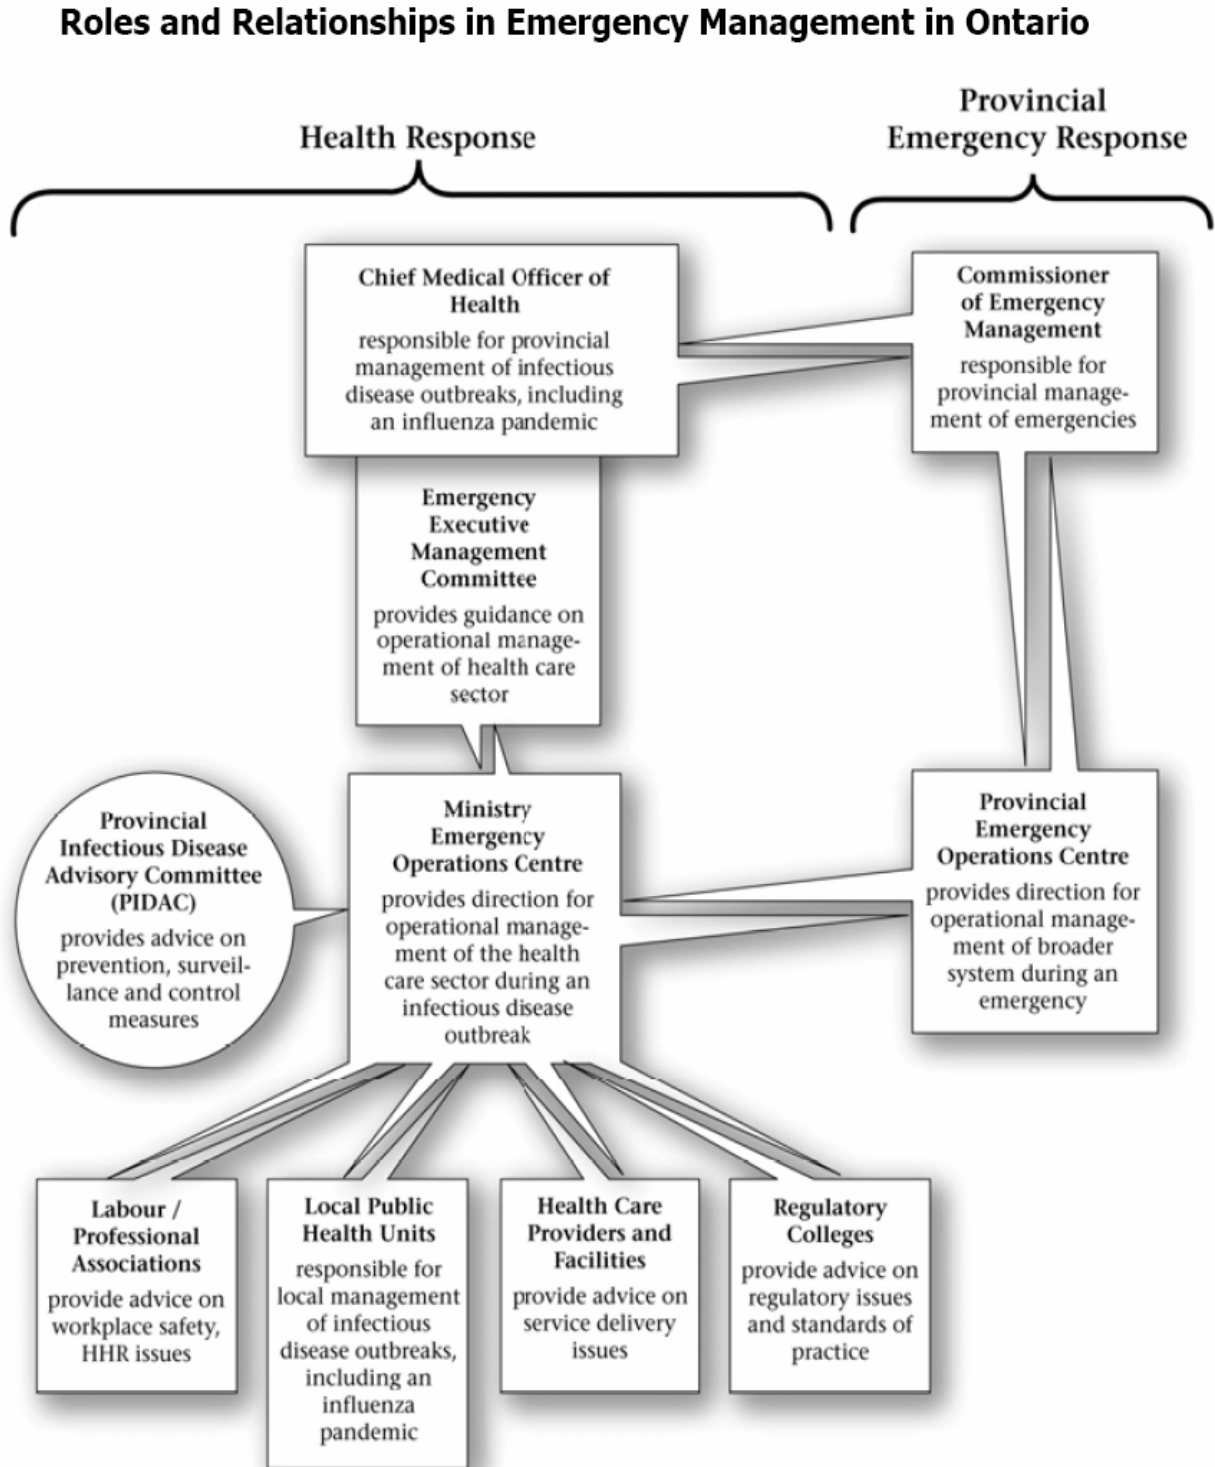 Roles and Relationships in Emergency Management in Ontario
Health Response
Provincial
Emergency Response
Chief Medical Officer of
Health
responsible for provincial
management of infectious
disease outbreaks, including
an influenza pandemic
Commissioner
of Emergency
Management
responsible for
provincial manage-
ment of emergencies
Emergency
Executive
Management
Committee
provides guidance on
operational manage-
ment of health care
sector
Provincial
Infectious Disease
Advisory Committee
(PIDAC)
provides advice on
prevention, surveil-
lance and control
measures
Ministry
Emergency
Operations Centre
provides direction for
operational manage-
ment of the health
care sector during an
infectious disease
outbreak
Provincial
Emergency
Operations Centre
provides direction for
operational manage-
ment of broader
system during an
emergency
Labour /
Professional
Associations
provide advice on
workplace safety,
HHR issues
Local Public
Health Units
responsible for
local management
of infectious
disease outbreaks,
including an
influenza
pandemic
Health Care
Providers and
Facilities
provide advice on
service delivery
issues
Regulatory
Colleges
provide advice on
regulatory issues
and standards of
practice